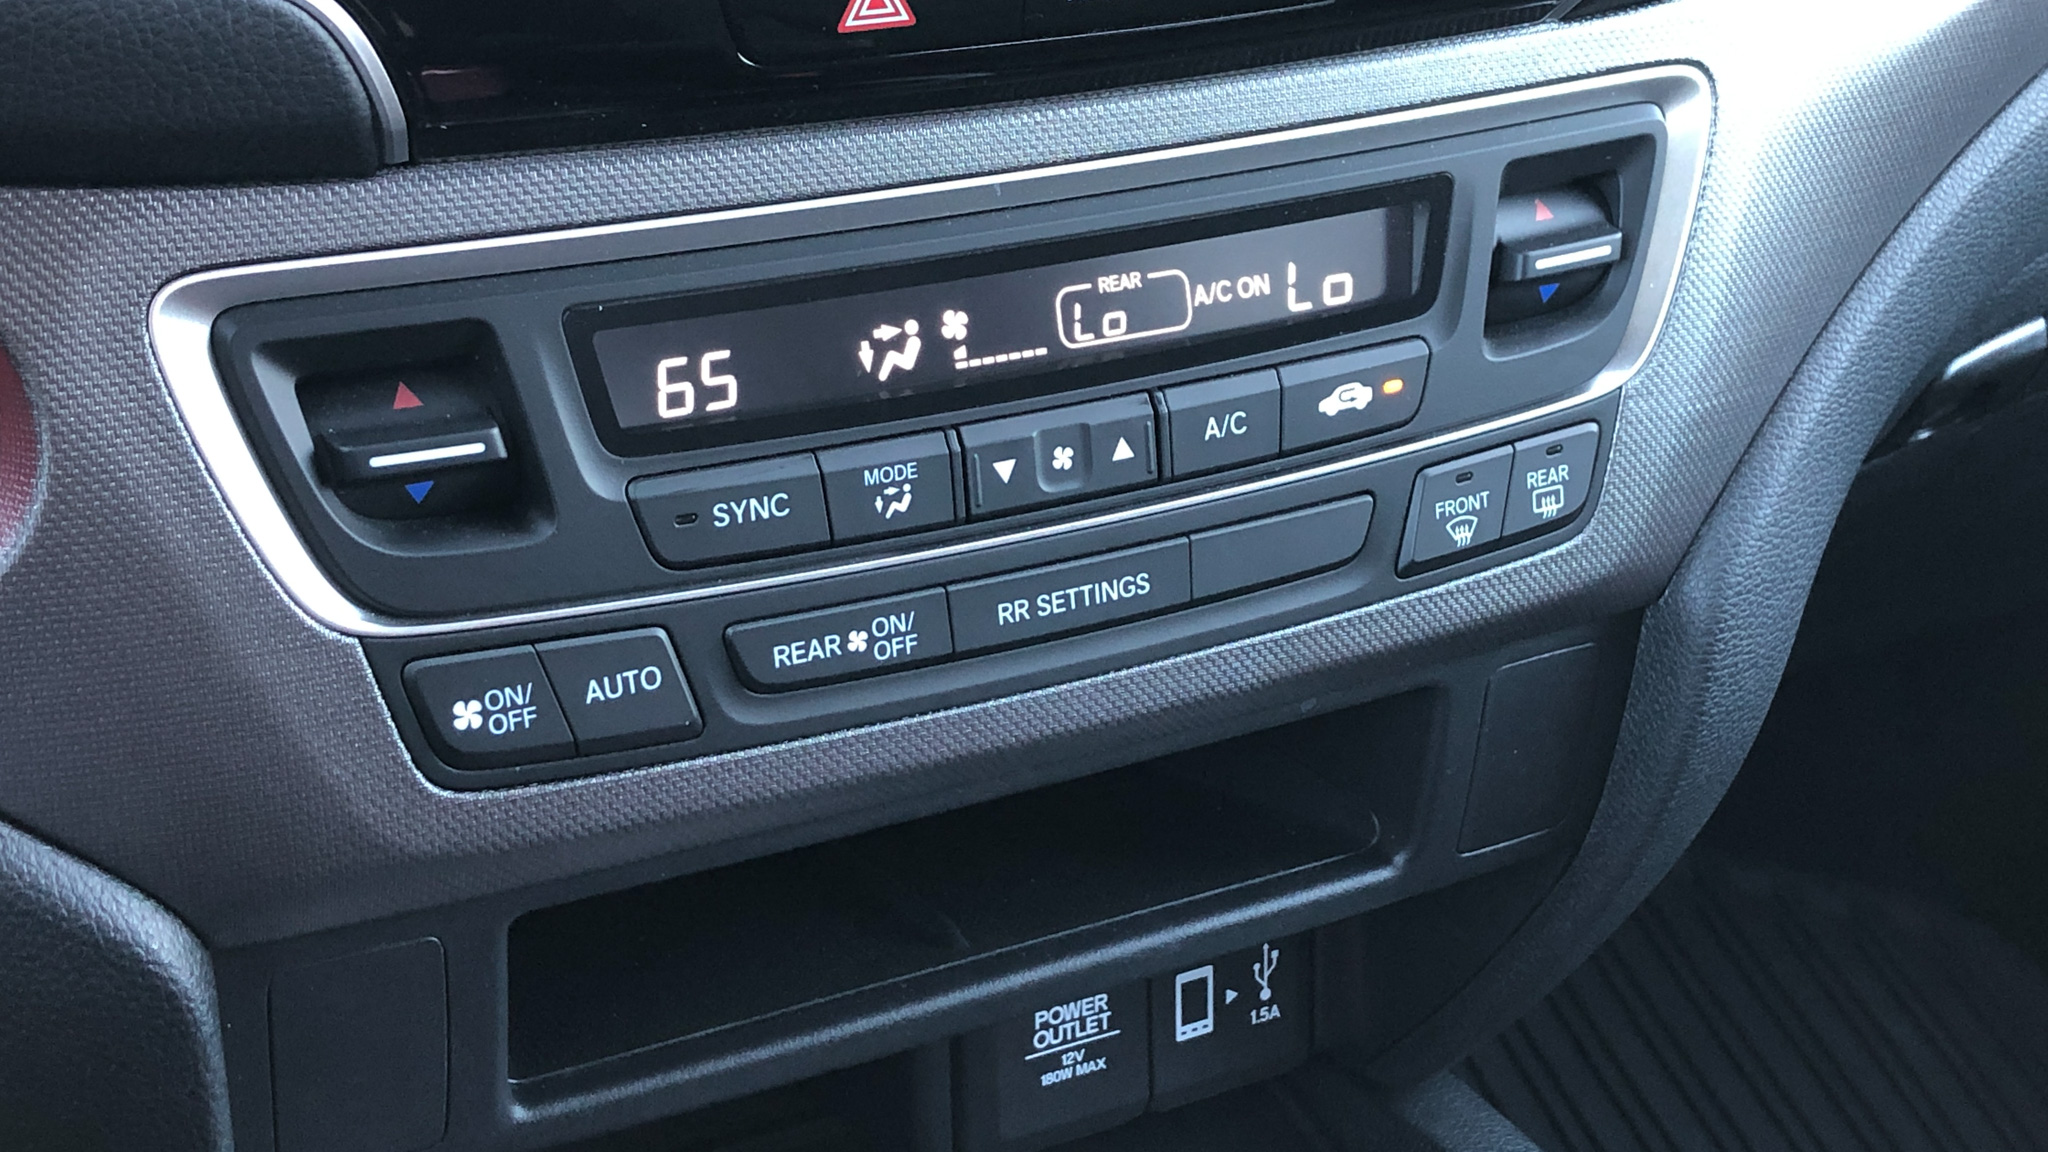 65
REAR
Lo
A/C ON
Lo
SYNC
MODE
A/C
FRONT
REAR
ON/
OFF
AUTO
REAR
ON/
OFF
RR SETTINGS
POWER
OUTLET
12V
180W MAX
1.5A